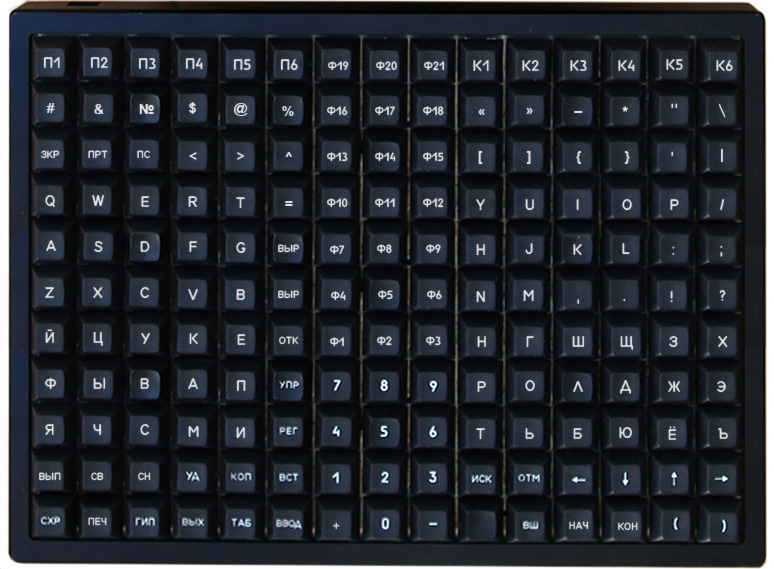 П1 П2 П3 П4 П5 П6 Ф19 Ф20 Ф21 К1 К2 К3 К4 К5 К6
# & № $ @ % Ф16 Ф17 Ф18 « » – * " \
ЭКР ПРТ ПС < > ^ Ф13 Ф14 Ф15 [ ] { } ' |
Q W E R T = Ф10 Ф11 Ф12 Y U I O P /
A S D F G ВЫР Ф7 Ф8 Ф9 H J K L : ;
Z X C V B ВЫР Ф4 Ф5 Ф6 N M , . ! ?
Й Ц У К Е ОТК Ф1 Ф2 Ф3 Н Г Ш Щ З Х
Ф Ы В А П УПР 7 8 9 Р О Л Д Ж Э
Я Ч С М И РЕГ 4 5 6 Т Ь Б Ю Ё Ъ
ВЫП СВ СН УД КОП ВСТ 1 2 3 ИСК ОТМ ← ↓ ↑ →
СХР ПЕЧ ГИП ВЫХ ТАБ ВВОД + 0 – ВШ НАЧ КОН ( )